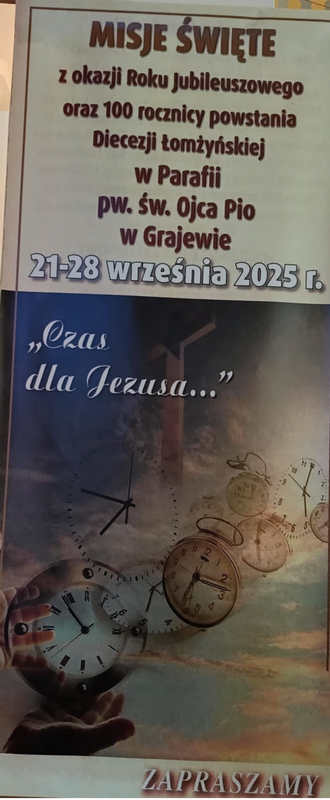 MISJE ŚWIĘTE
z okazji Roku Jubileuszowego
oraz 100 rocznicy powstania
Diecezji Łomżyńskiej
w Parafii
pw. św. Ojca Pio
w Grajewie
21-28 września 2025 r.
„Czas
dla Jezusa...”
ZAPRASZAMY